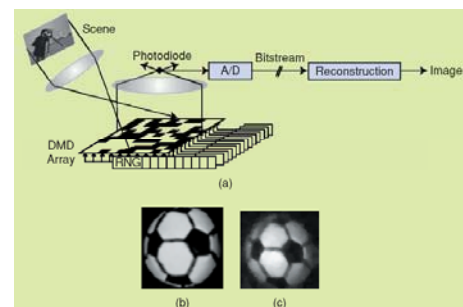 Scene
Photodiode
A/D
Bitstream
Reconstruction
Image
DMD
Array
RNG
(a)
(b)
(c)